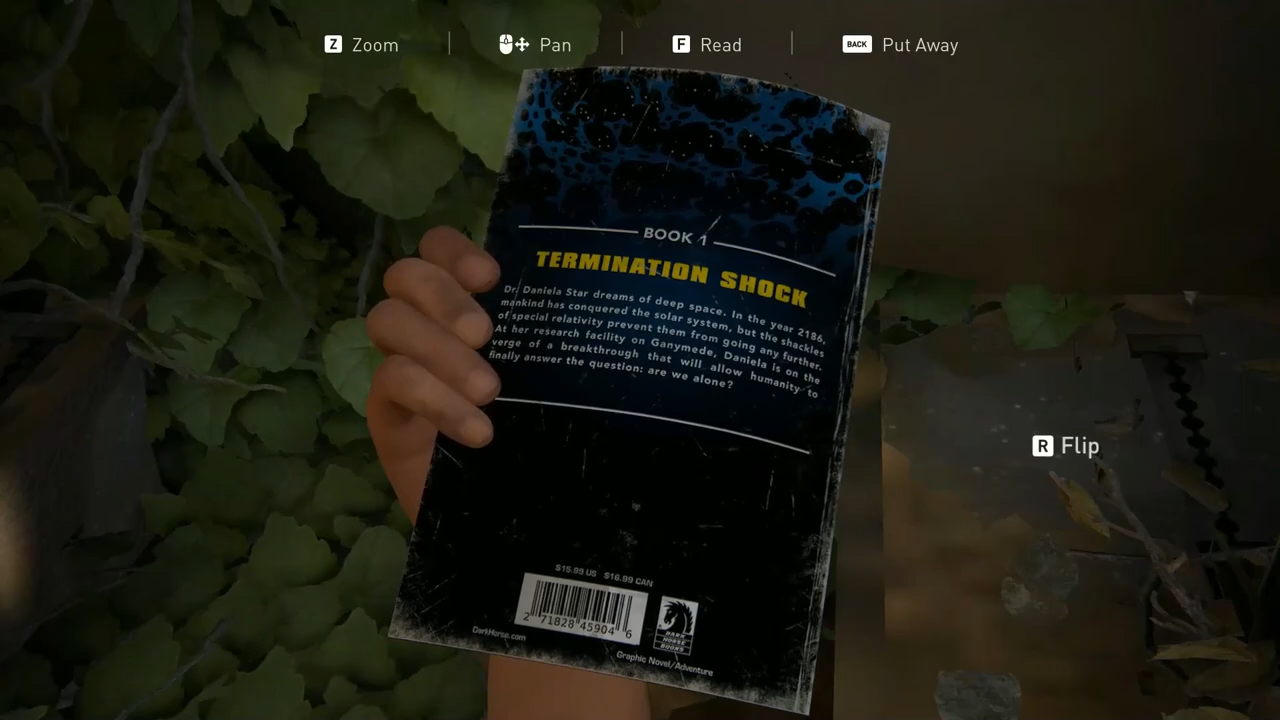 Z Zoom
Pan
F Read
BACK Put Away
BOOK 1
TERMINATION SHOCK
Dr. Daniela Star dreams of deep space. In the year 2186,
mankind has conquered the solar system, but the shackles
of special relativity prevent them from going any further.
At her research facility on Ganymede, Daniela is on the
verge of a breakthrough that will allow humanity to
finally answer the question: are we alone?
R Flip
$15.99 US $16.99 CAN
2 71828 45904 6
DARK
HORSE
BOOKS
DarkHorse.com
Graphic Novel/Adventure